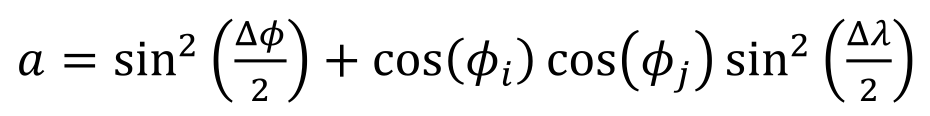 a = sin² (Δϕ/2) + cos(ϕᵢ) cos(ϕⱼ) sin² (Δλ/2)